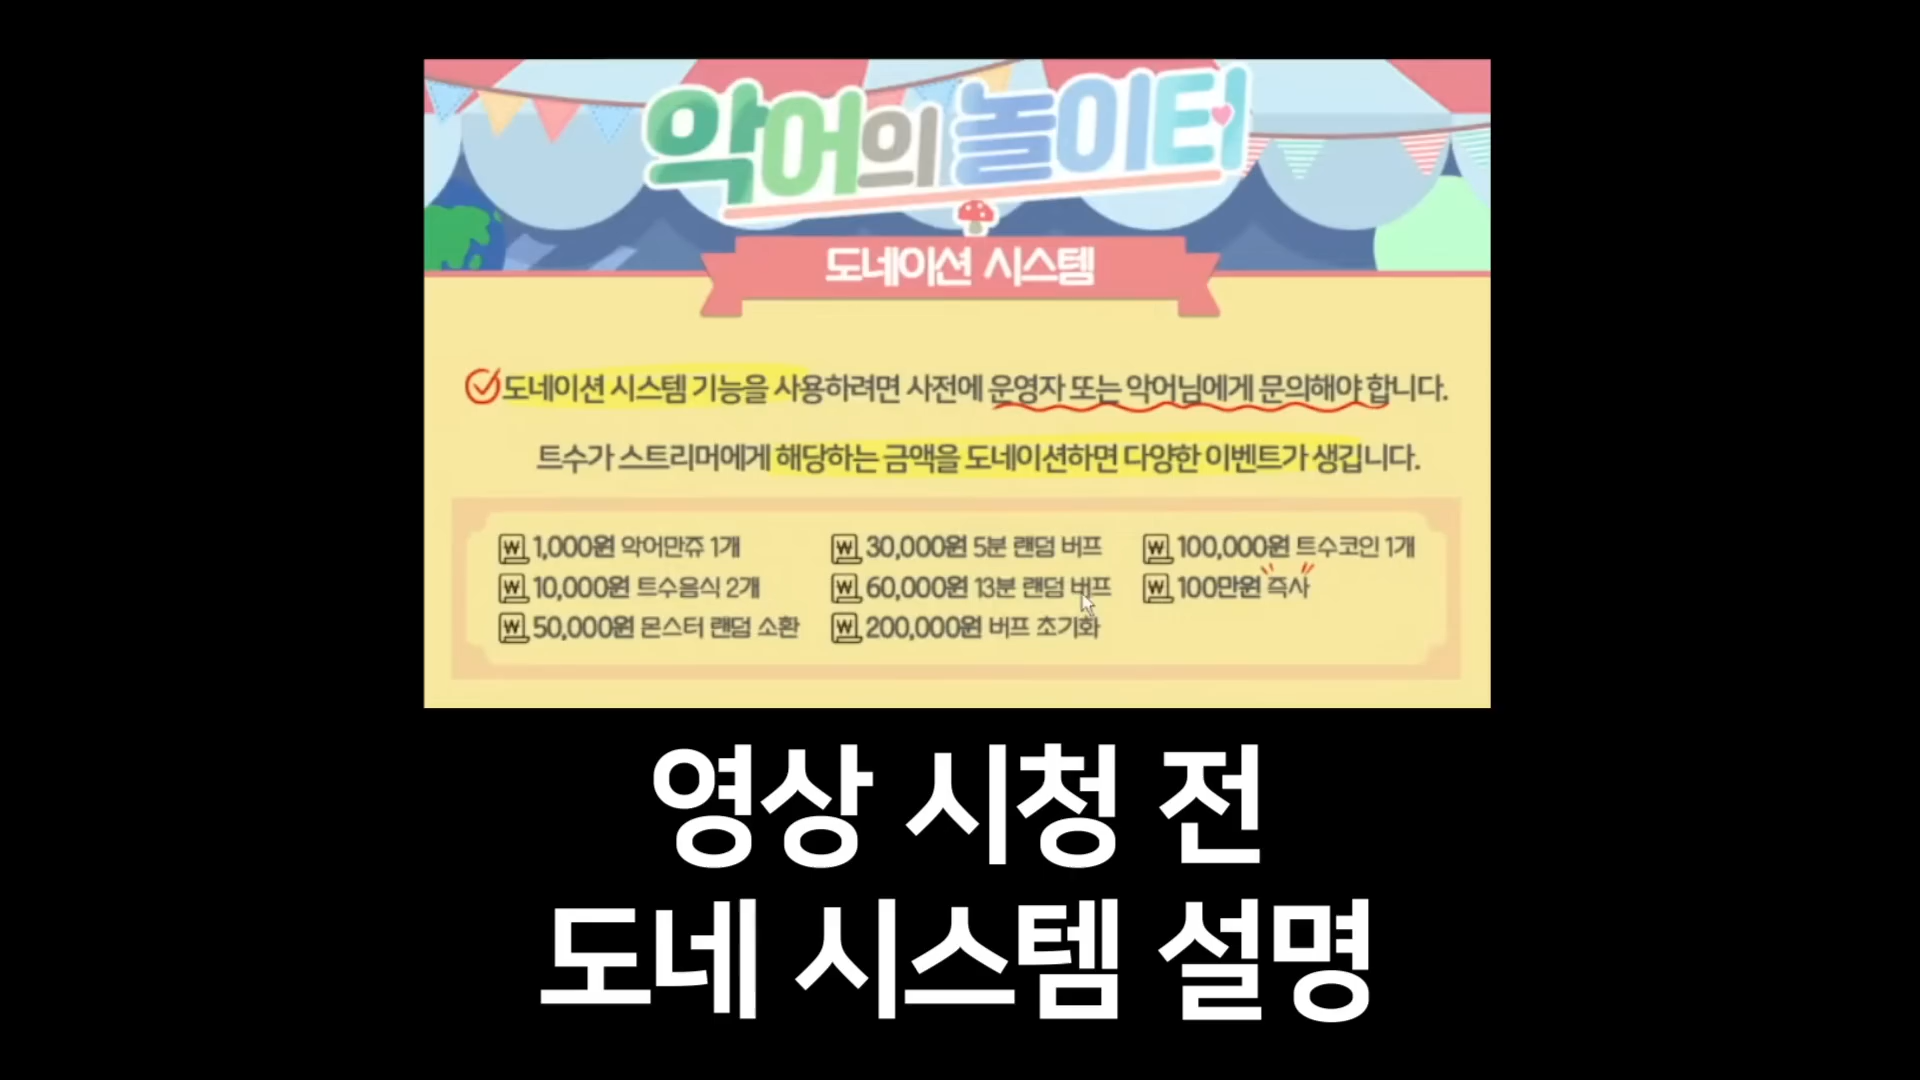 악어의 놀이터
도네이션 시스템
도네이션 시스템 기능을 사용하려면 사전에 운영자 또는 악어님에게 문의해야 합니다.
트수가 스트리머에게 해당하는 금액을 도네이션하면 다양한 이벤트가 생깁니다.
W 1,000원 악어만쥬 1개 W 30,000원 5분 랜덤 버프 W 100,000원 트수코인 1개
W 10,000원 트수음식 2개 W 60,000원 13분 랜덤 버프 W 100만원 즉사
W 50,000원 몬스터 랜덤 소환 W 200,000원 버프 초기화
영상 시청 전
도네 시스템 설명